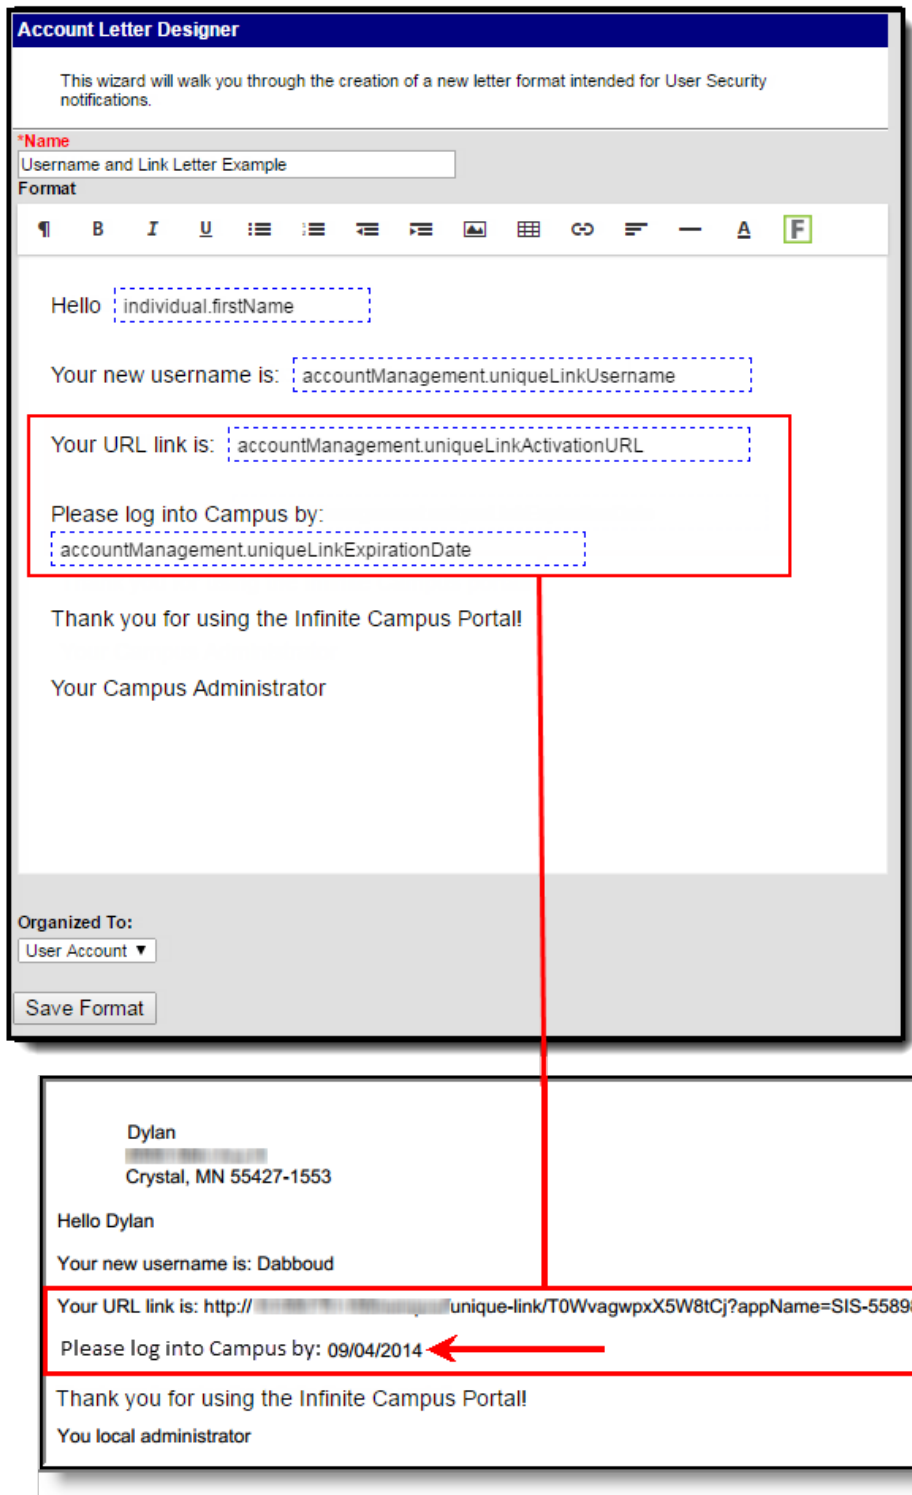 Account Letter Designer
This wizard will walk you through the creation of a new letter format intended for User Security
notifications.
*Name
Username and Link Letter Example
Format
¶ B I U A F
Hello individual.firstName
Your new username is: accountManagement.uniqueLinkUsername
Your URL link is: accountManagement.uniqueLinkActivationURL
Please log into Campus by:
accountManagement.uniqueLinkExpirationDate
Thank you for using the Infinite Campus Portal!
Your Campus Administrator
Organized To:
User Account ▼
Save Format
Dylan
Crystal, MN 55427-1553
Hello Dylan
Your new username is: Dabboud
Your URL link is: http:// unique-link/T0WvagwpxX5W8tCj?appName=SIS-5589
Please log into Campus by: 09/04/2014
Thank you for using the Infinite Campus Portal!
You local administrator